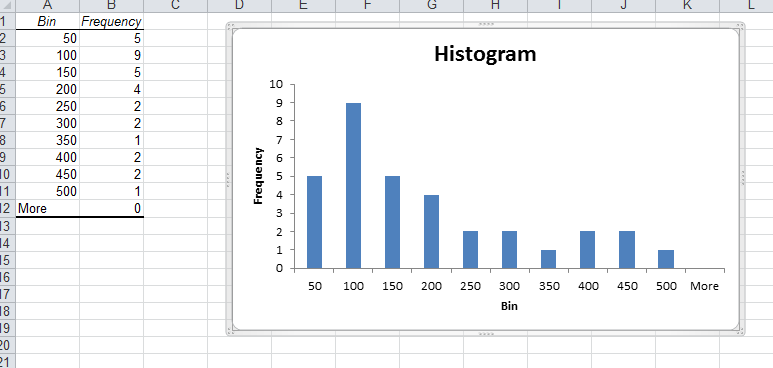 A B C D E F G H I J K L
1 Bin Frequency
2 50 5
3 100 9
4 150 5
5 200 4
6 250 2
7 300 2
8 350 1
9 400 2
10 450 2
11 500 1
12 More 0
13
14
15
16
17
18
19
20
21
Histogram
10
9
8
7
6
5
4
3
2
1
0
Frequency
50 100 150 200 250 300 350 400 450 500 More
Bin